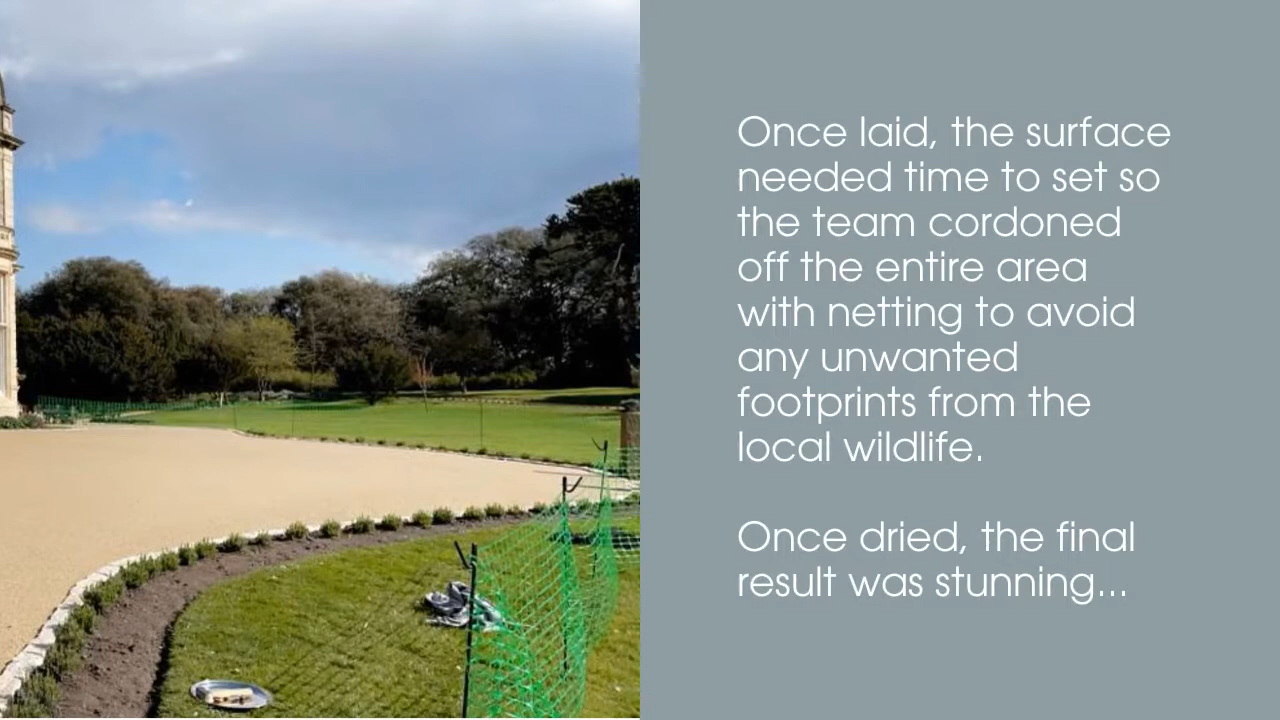 Once laid, the surface
needed time to set so
the team cordoned
off the entire area
with netting to avoid
any unwanted
footprints from the
local wildlife.
Once dried, the final
result was stunning...